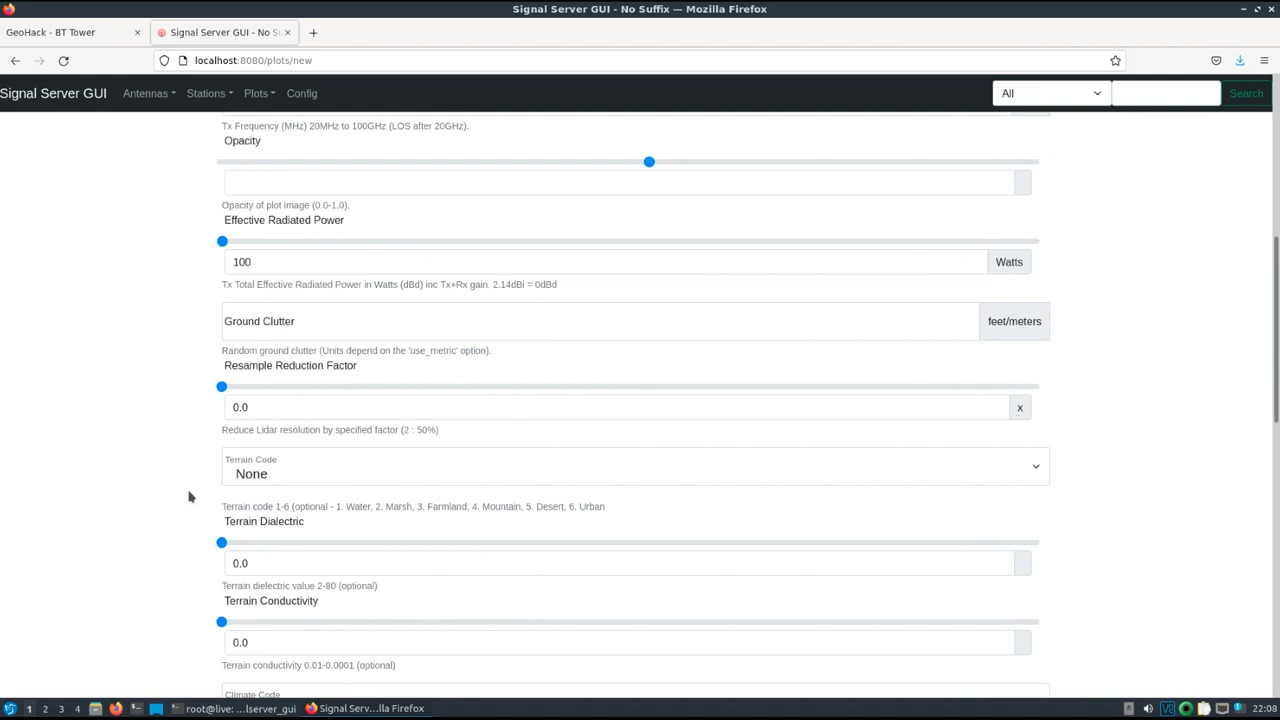 Signal Server GUI - No Suffix — Mozilla Firefox
GeoHack - BT Tower
Signal Server GUI - No Su
localhost:8080/plots/new
Signal Server GUI
Antennas
Stations
Plots
Config
All
Search
Tx Frequency (MHz) 20MHz to 100GHz (LOS after 20GHz).
Opacity
Opacity of plot image (0.0-1.0).
Effective Radiated Power
100
Watts
Tx Total Effective Radiated Power in Watts (dBd) inc Tx+Rx gain. 2.14dBi = 0dBd
Ground Clutter
feet/meters
Random ground clutter (Units depend on the 'use_metric' option).
Resample Reduction Factor
0.0
x
Reduce Lidar resolution by specified factor (2 : 50%)
Terrain Code
None
Terrain code 1-6 (optional - 1. Water, 2. Marsh, 3. Farmland, 4. Mountain, 5. Desert, 6. Urban
Terrain Dialectric
0.0
Terrain dielectric value 2-80 (optional)
Terrain Conductivity
0.0
Terrain conductivity 0.01-0.0001 (optional)
Climate Code
1 2 3 4
root@live: ...lserver_gui
Signal Serv...lla Firefox
22:08